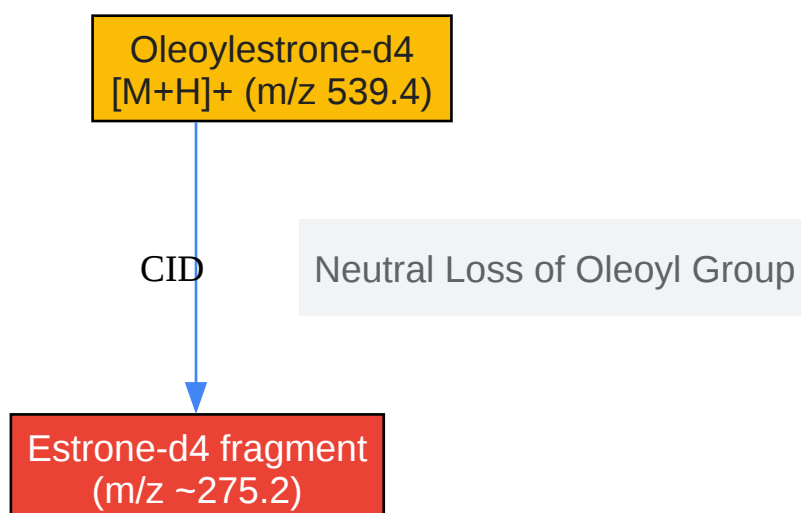 Oleoylestrone-d4
[M+H]+ (m/z 539.4)
CID
Neutral Loss of Oleoyl Group
Estrone-d4 fragment
(m/z ~275.2)